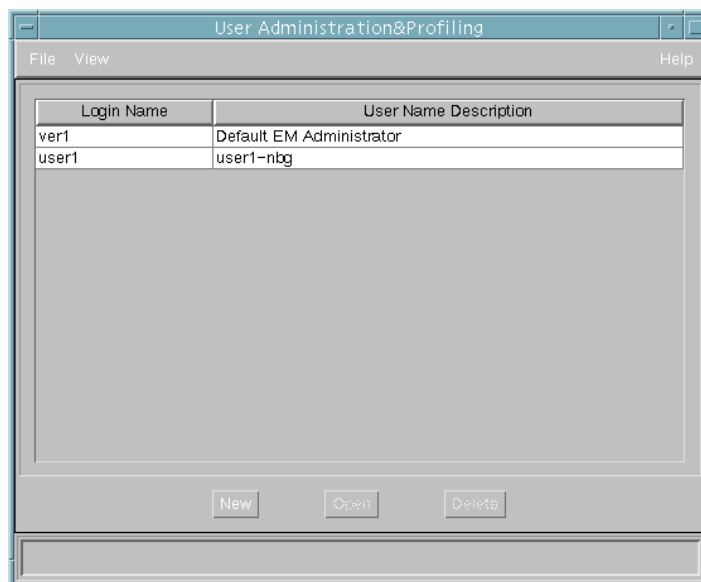 User Administration&Profiling
File View Help
Login Name User Name Description
ver1 Default EM Administrator
user1 user1-nbg
New Open Delete